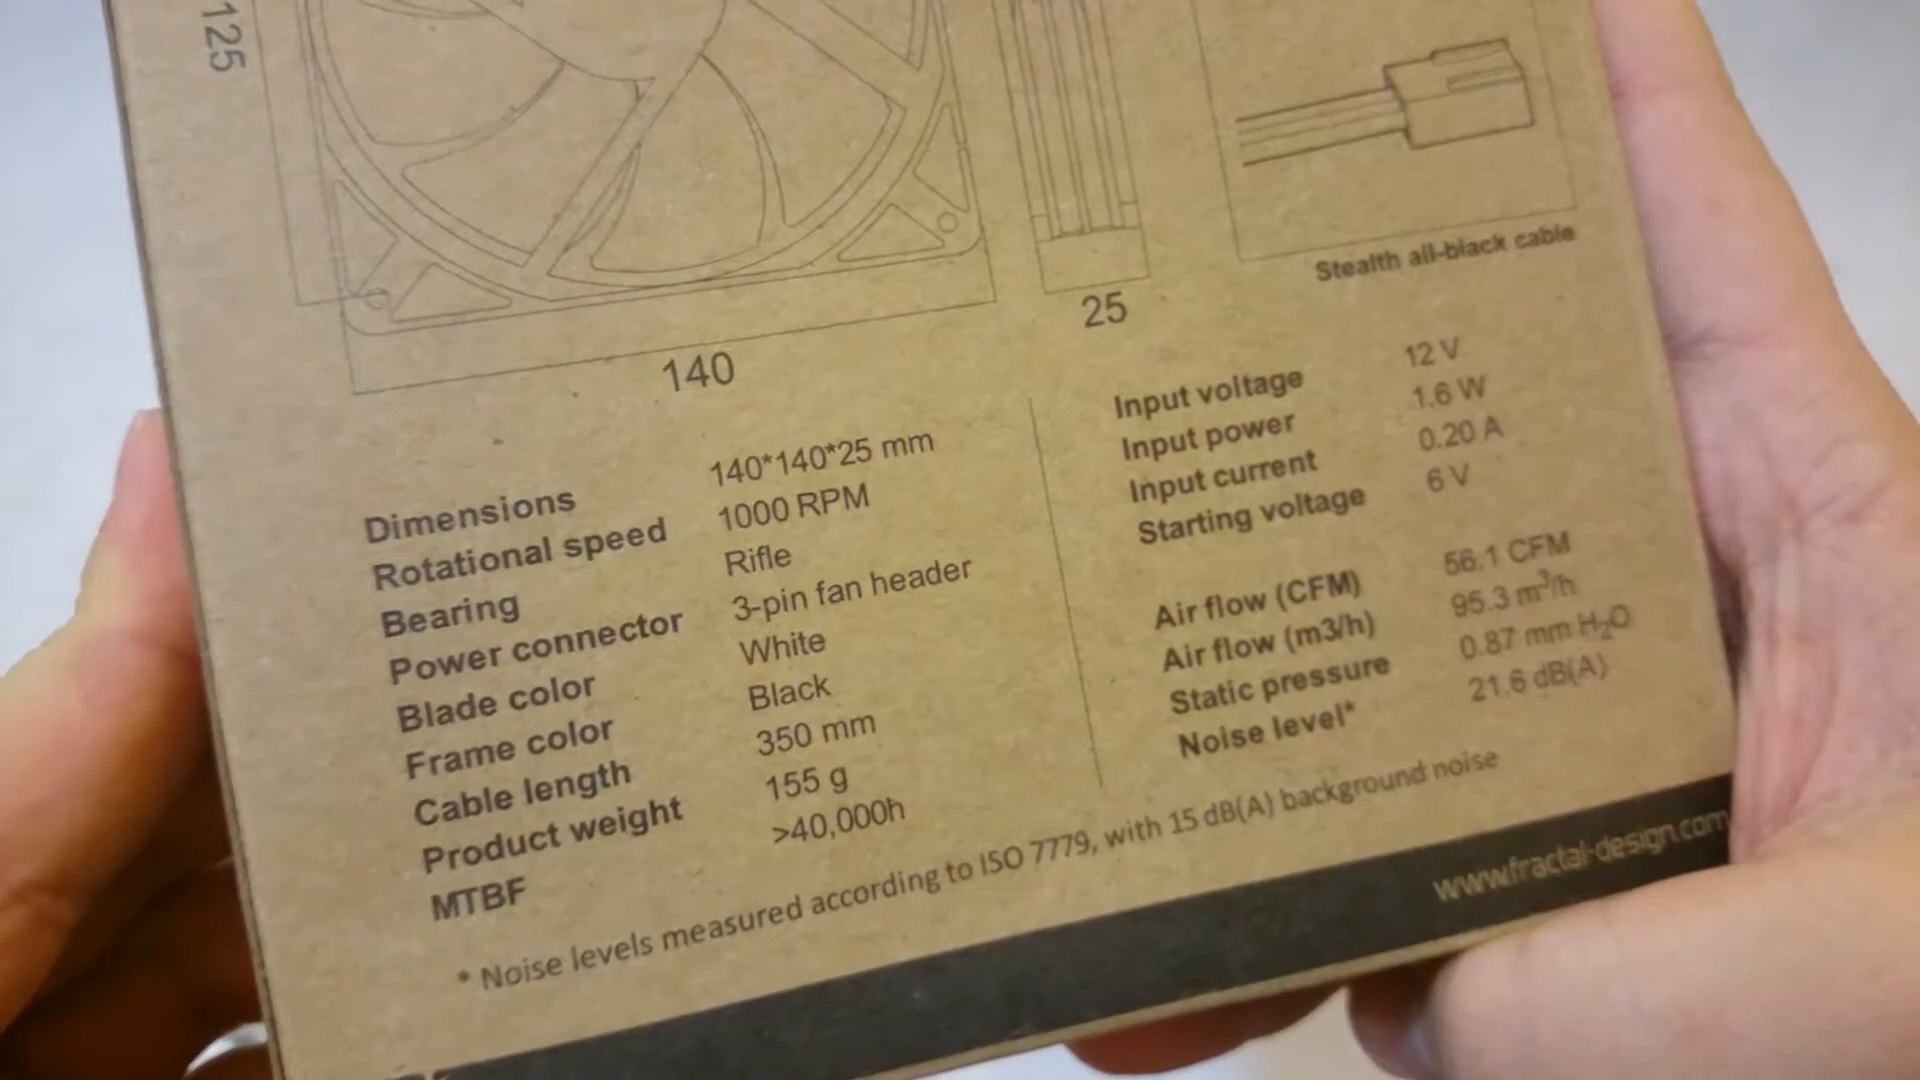 125
140
25
Stealth all-black cable
Dimensions 140*140*25 mm
Rotational speed 1000 RPM
Bearing Rifle
Power connector 3-pin fan header
Blade color White
Frame color Black
Cable length 350 mm
Product weight 155 g
MTBF >40,000h
Input voltage 12 V
Input power 1.6 W
Input current 0.20 A
Starting voltage 6 V
Air flow (CFM) 56.1 CFM
Air flow (m3/h) 95.3 m³/h
Static pressure 0.87 mm H₂O
Noise level* 21,6 dB(A)
* Noise levels measured according to ISO 7779, with 15 dB(A) background noise
www.fractal-design.com